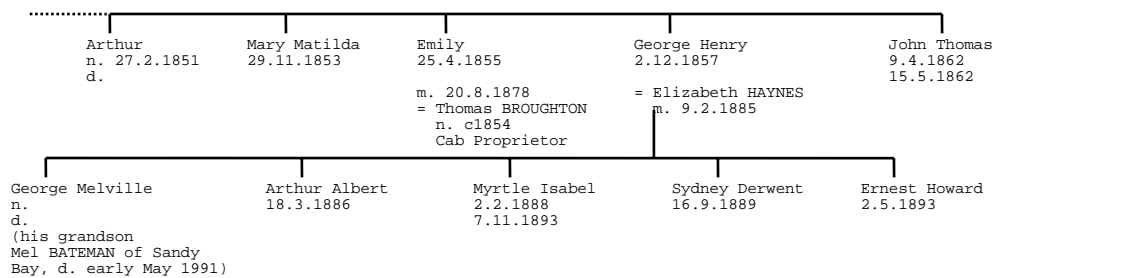 Arthur Mary Matilda Emily George Henry John Thomas
n. 27.2.1851 29.11.1853 25.4.1855 2.12.1857 9.4.1862
d. 15.5.1862
m. 20.8.1878 = Elizabeth HAYNES
= Thomas BROUGHTON m. 9.2.1885
n. c1854
Cab Proprietor
George Melville Arthur Albert Myrtle Isabel Sydney Derwent Ernest Howard
n. 18.3.1886 2.2.1888 16.9.1889 2.5.1893
d. 7.11.1893
(his grandson
Mel BATEMAN of Sandy
Bay, d. early May 1991)